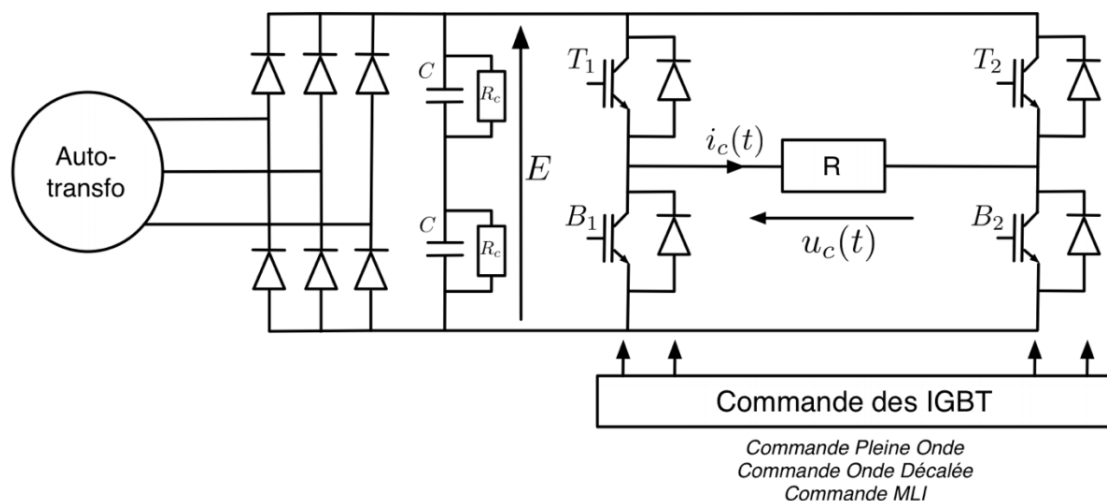 Auto-
transfo
C
R_c
C
R_c
E
T_1
B_1
i_c(t)
R
u_c(t)
T_2
B_2
Commande des IGBT
Commande Pleine Onde
Commande Onde Décalée
Commande MLI